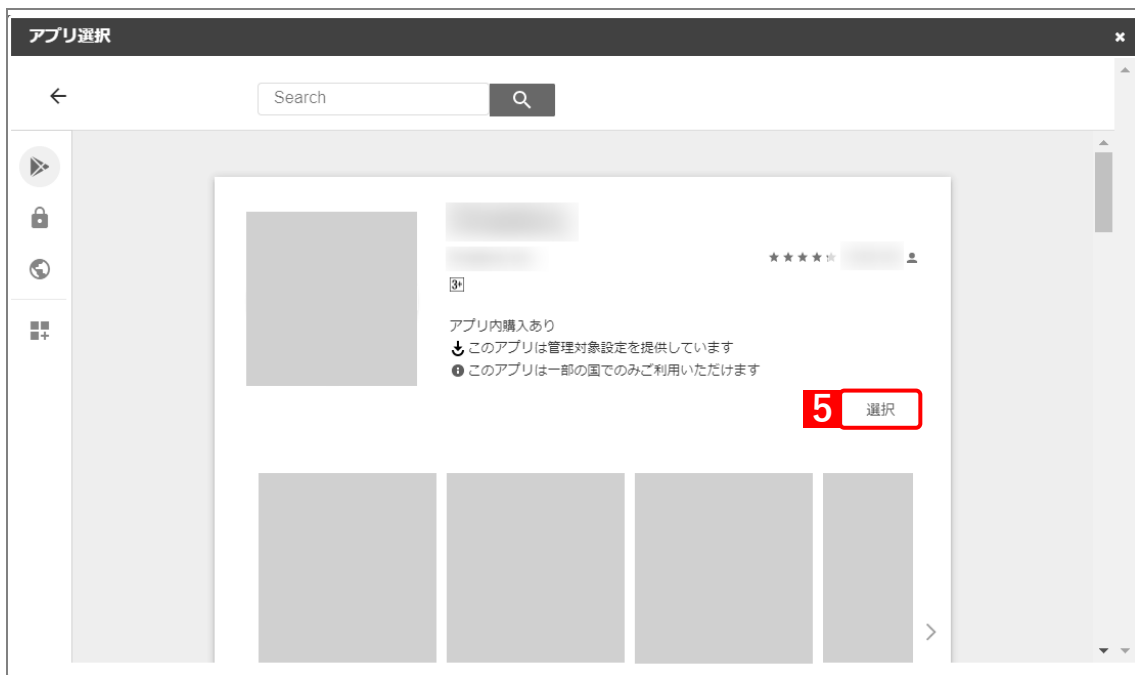 アプリ選択
Search
3+
アプリ内購入あり
このアプリは管理対象設定を提供しています
このアプリは一部の国でのみご利用いただけます
5 選択